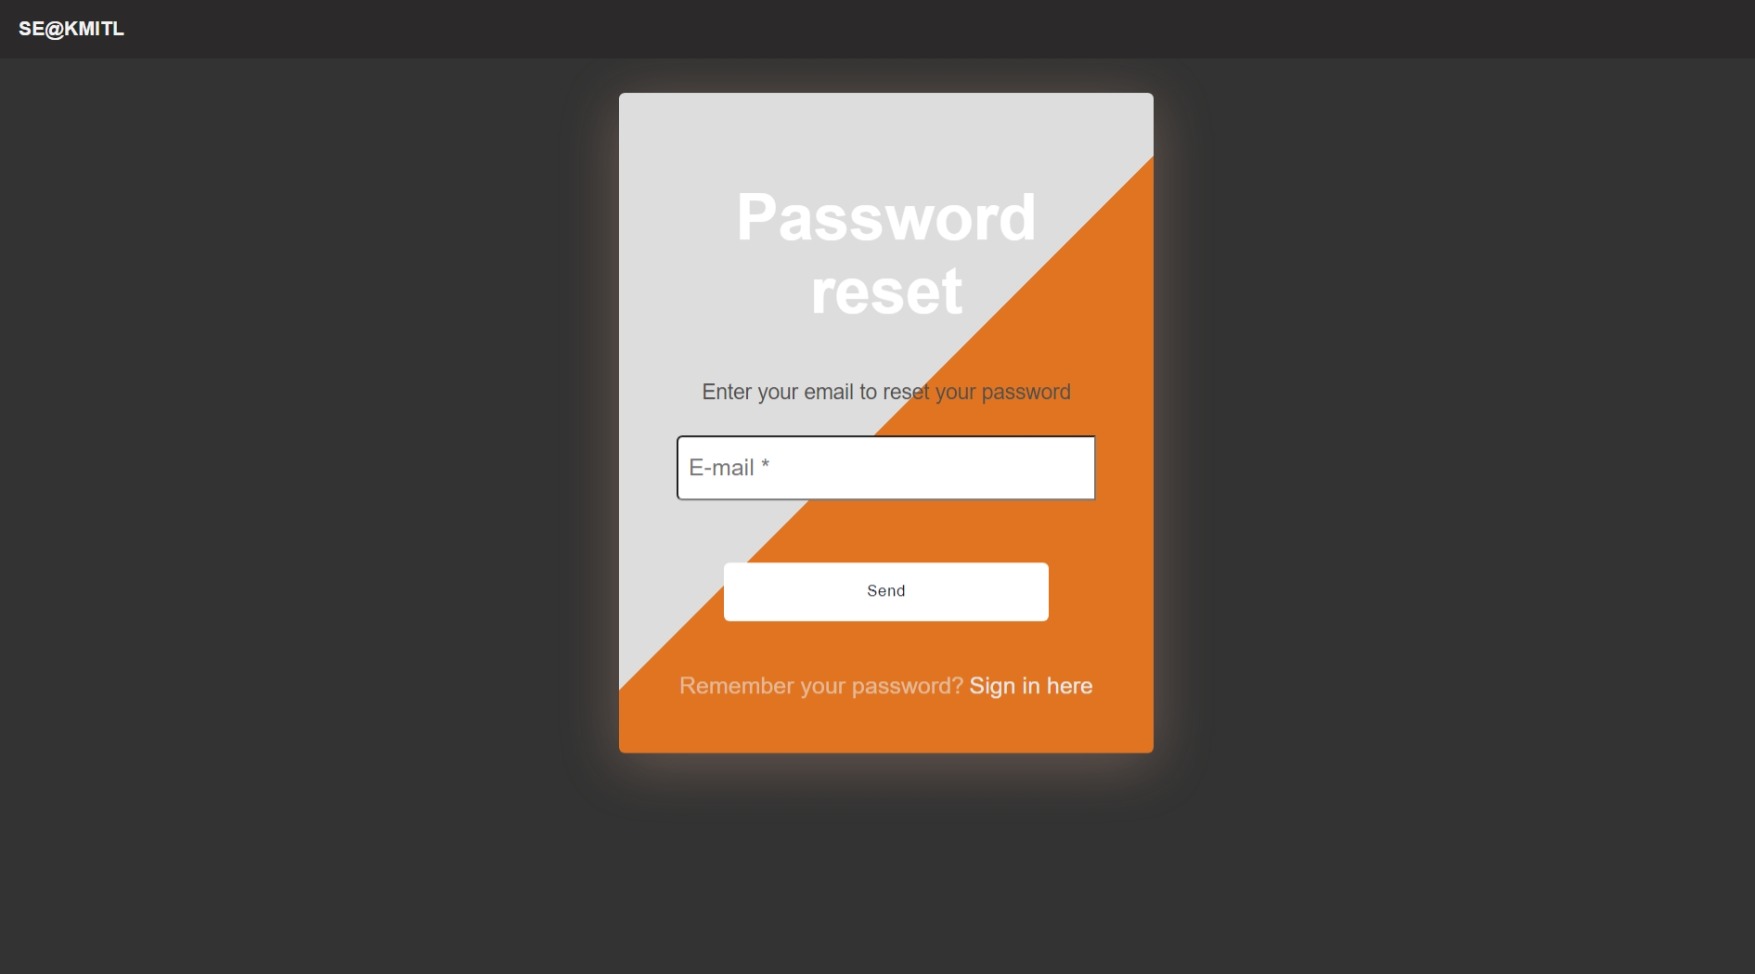 SE@KMITL
Password
reset
Enter your email to reset your password
E-mail *
Send
Remember your password? Sign in here